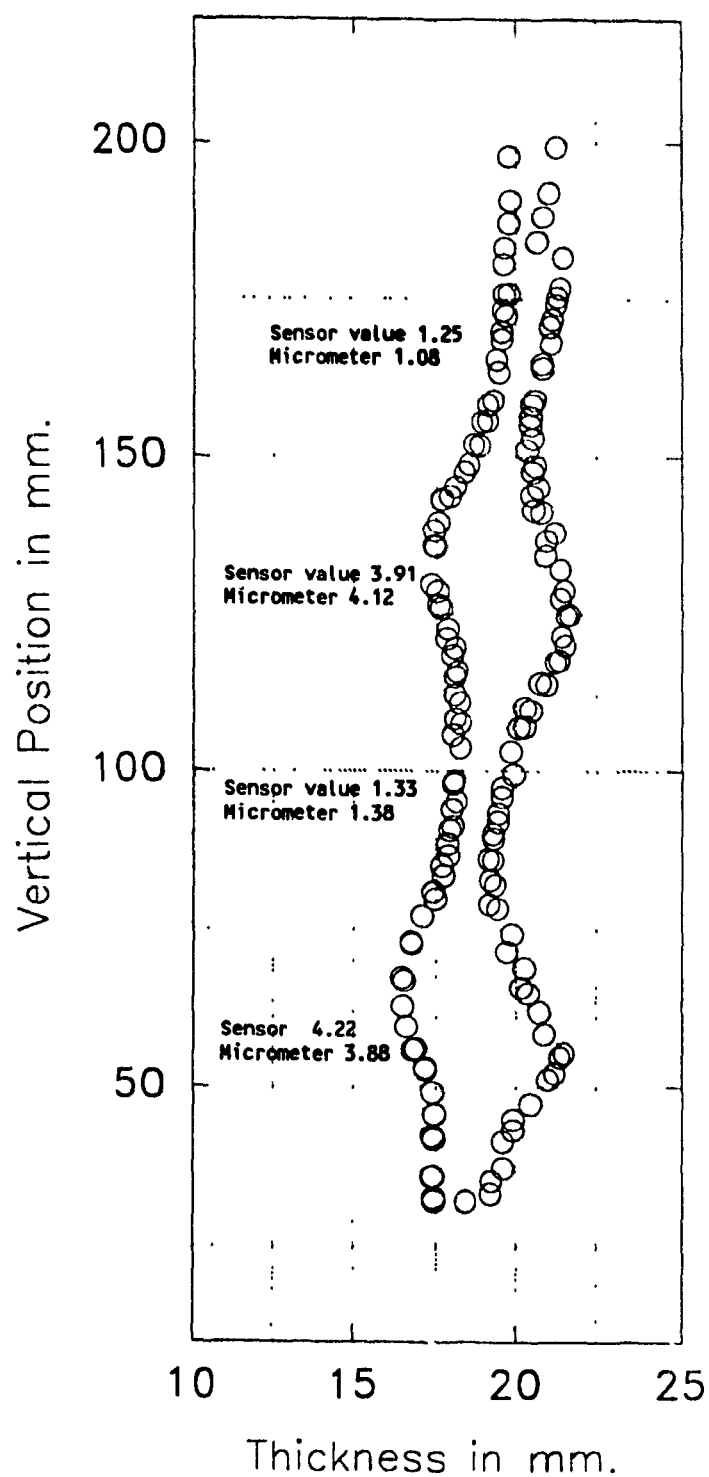 200
Sensor value 1.25
Micrometer 1.08
150
Sensor value 3.91
Micrometer 4.12
100
Sensor value 1.33
Micrometer 1.38
Sensor 4.22
Micrometer 3.88
50
10 15 20 25
Thickness in mm.
Vertical Position in mm.